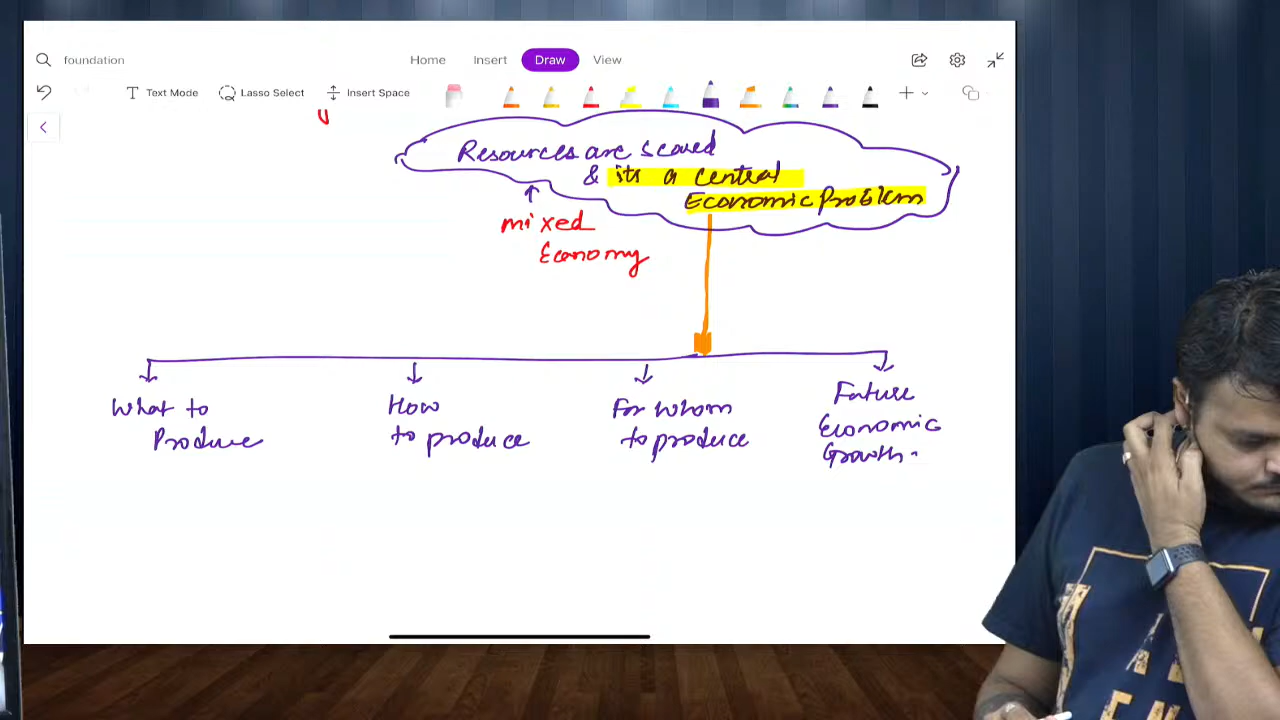 foundation
Home Insert Draw View
Text Mode Lasso Select Insert Space
Resources are scared
& its a central
Economic Problem
mixed
Economy
What to
Produce
How
to produce
For whom
to produce
Future
Economic
Growth.